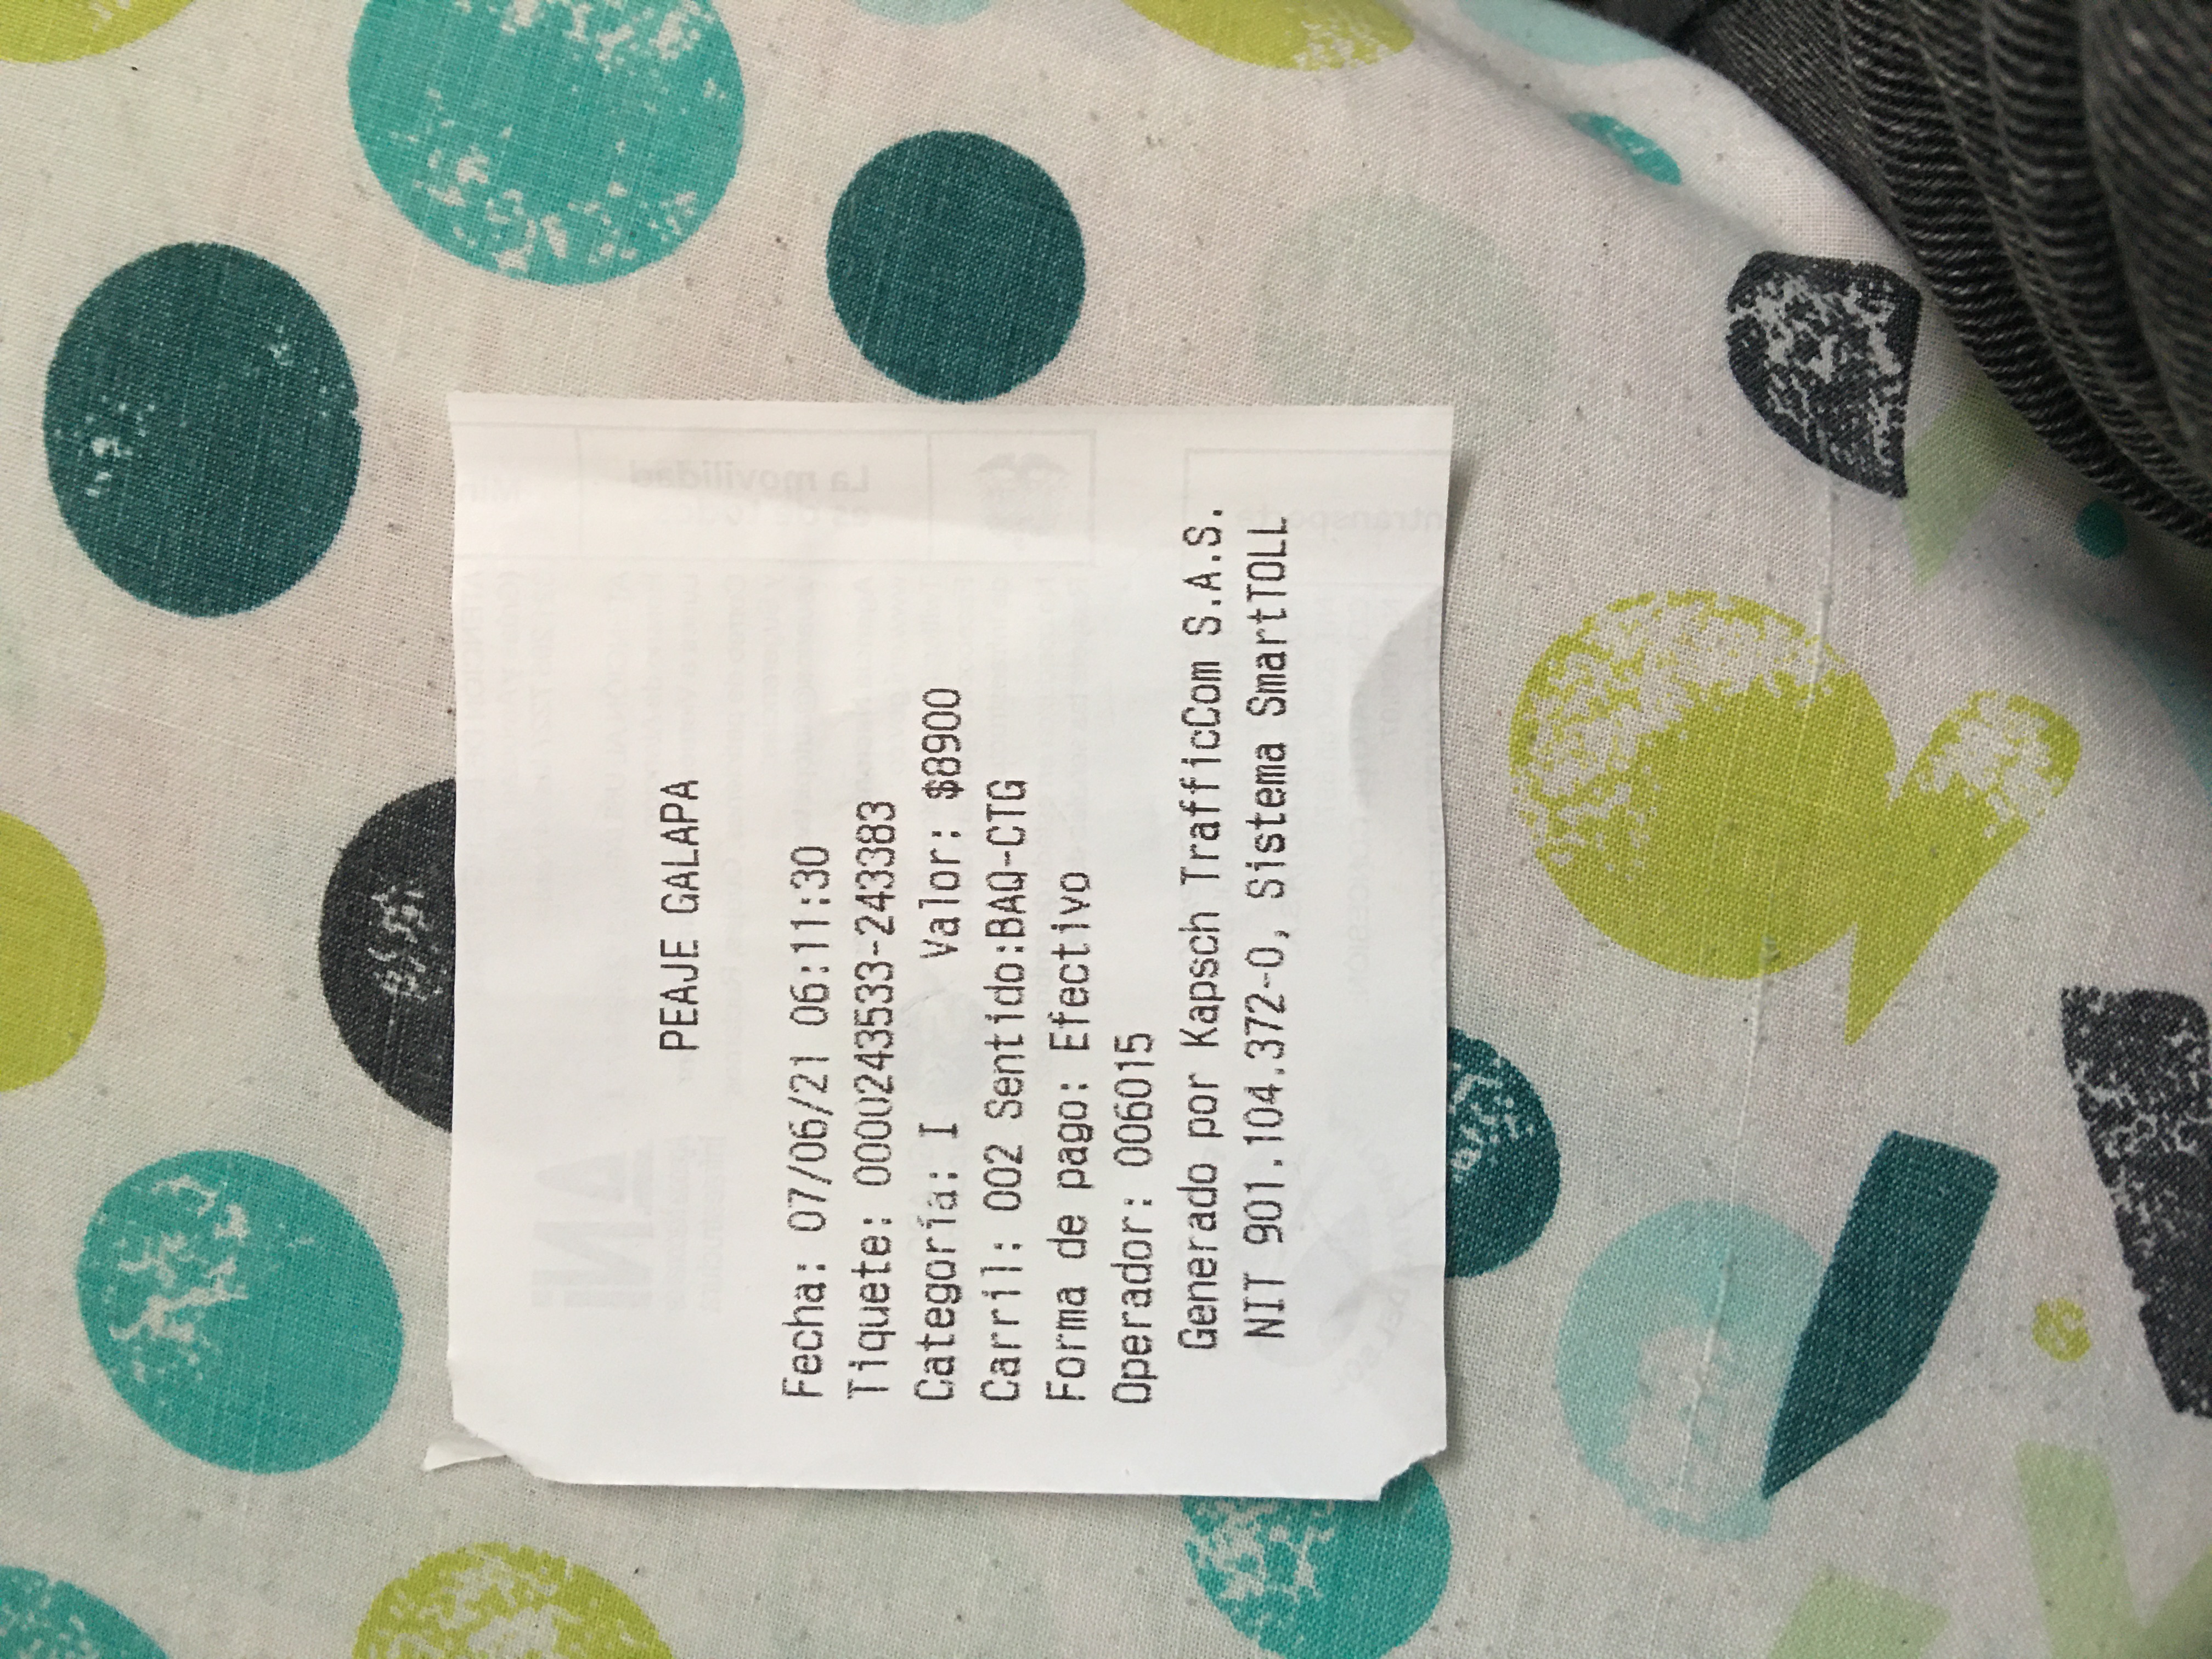 PEAJE GALAPA
Fecha: 07/06/21 06:11:30
Tiquete: 0000243533-243383
Categoría: I Valor: $8900
Carril: 002 Sentido:BAQ-CTG
Forma de pago: Efectivo
Operador: 006015
Generado por Kapsch TrafficCom S.A.S.
NIT 901.104.372-0, Sistema SmartTOLL